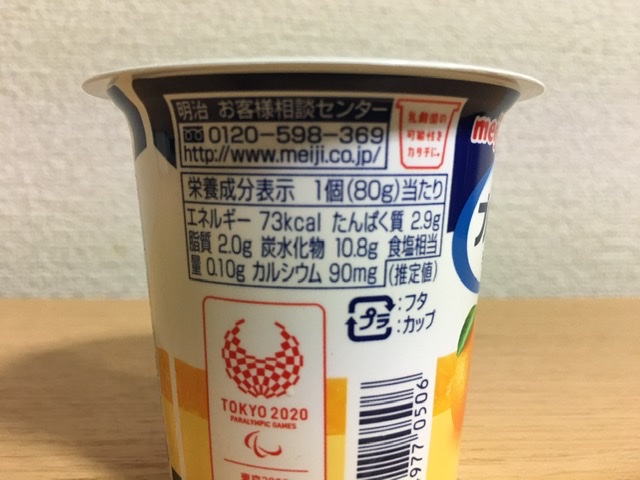 明治 お客様相談センター
0120-598-369
http://www.meiji.co.jp/
乳酸菌の
可能性を
カタチに。
栄養成分表示 1個(80g)当たり
エネルギー 73kcal たんぱく質 2.9g
脂質 2.0g 炭水化物 10.8g 食塩相当
量 0.10g カルシウム 90mg (推定値)
プラ :フタ
:カップ
TOKYO 2020
PARALYMPIC GAMES
977 0506